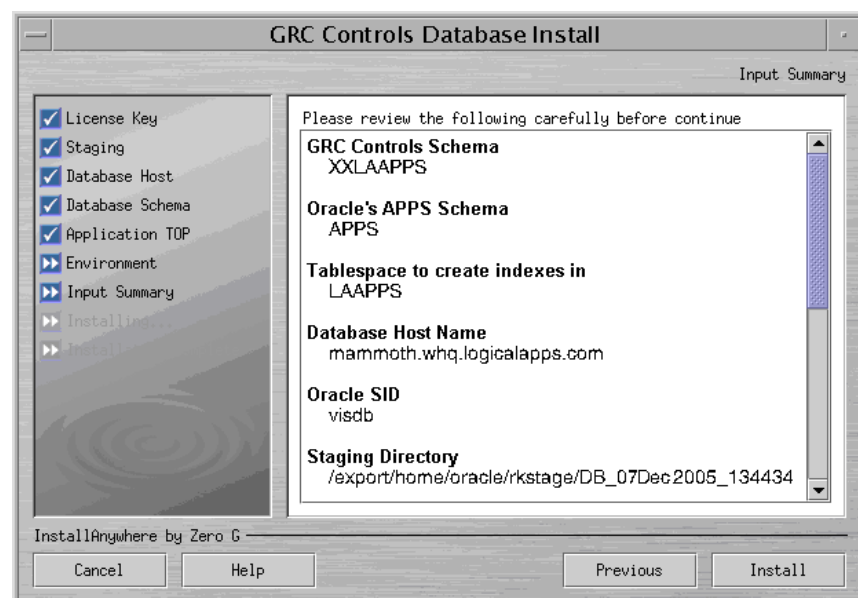 GRC Controls Database Install
Input Summary
License Key
Staging
Database Host
Database Schema
Application TOP
Environment
Input Summary
Installing...
Please review the following carefully before continue
GRC Controls Schema
XXLAAPPS
Oracle's APPS Schema
APPS
Tablespace to create indexes in
LAAPPS
Database Host Name
mammoth.whq.logicalapps.com
Oracle SID
visdb
Staging Directory
/export/home/oracle/rkstage/DB_07Dec2005_134434
InstallAnywhere by Zero G
Cancel
Help
Previous
Install